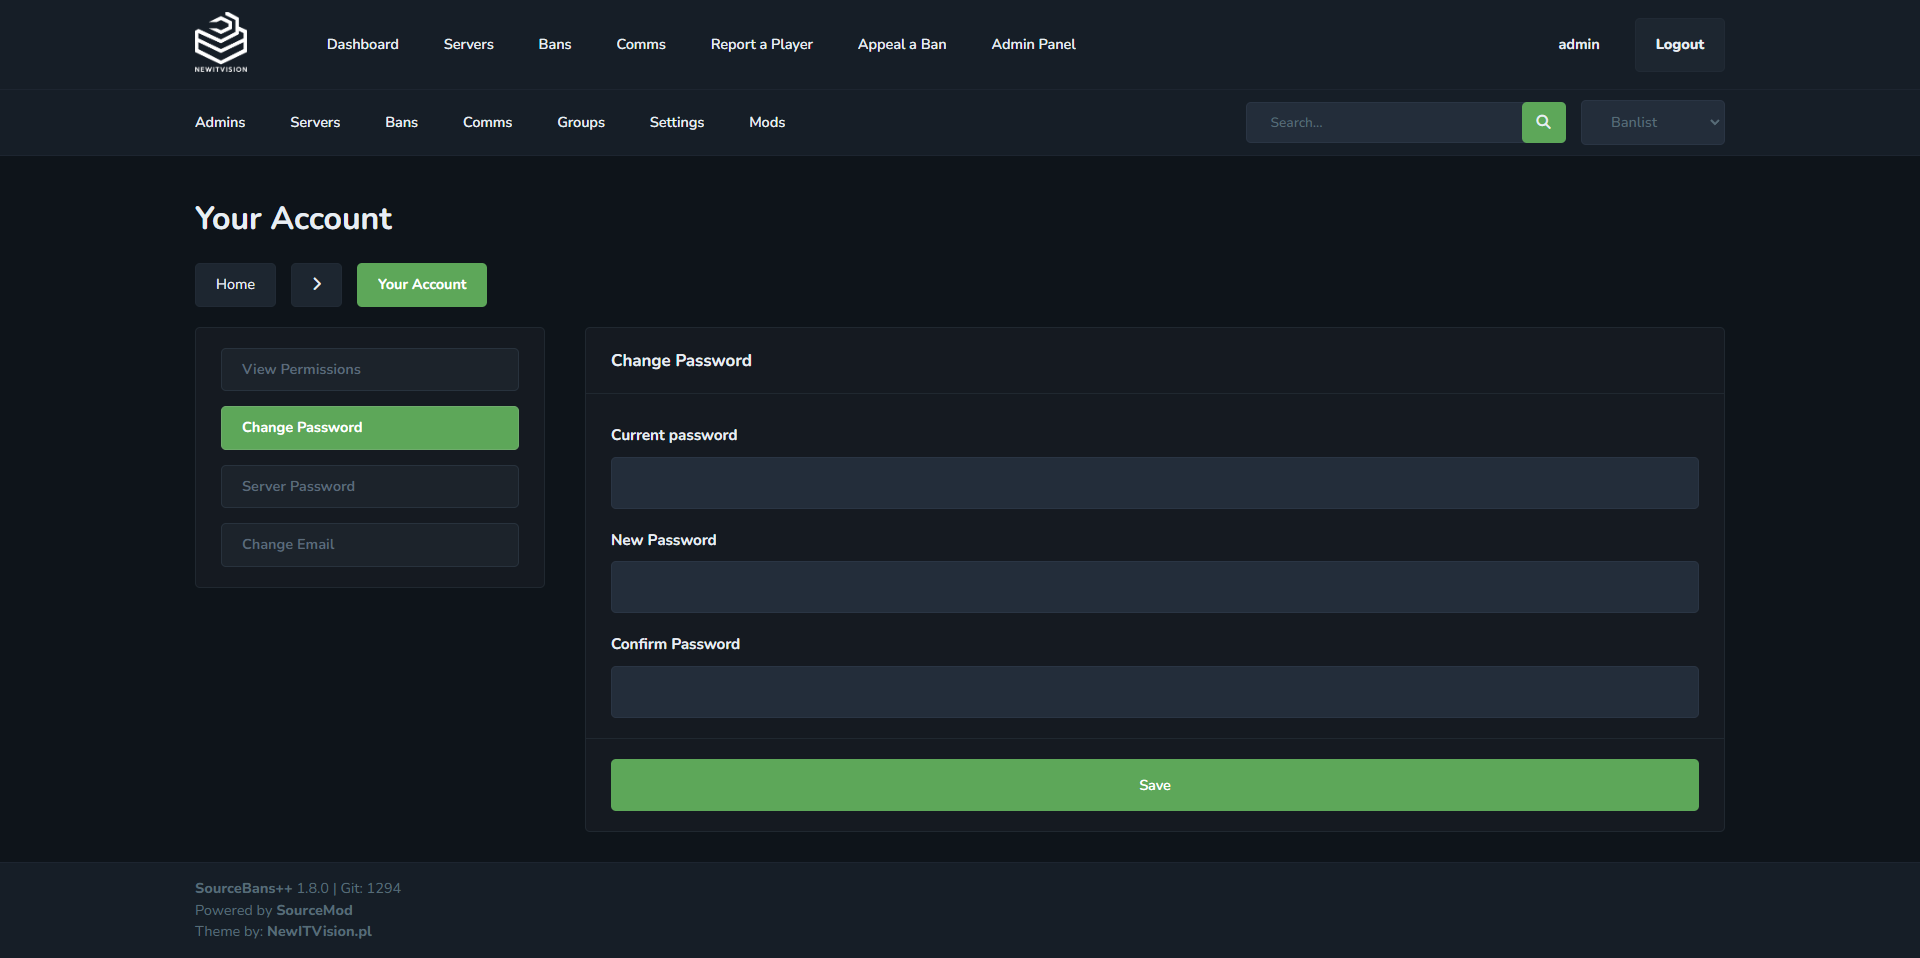 NEWITVISION
Dashboard Servers Bans Comms Report a Player Appeal a Ban Admin Panel admin Logout
Admins Servers Bans Comms Groups Settings Mods Search... Banlist
Your Account
Home Your Account
View Permissions
Change Password
Server Password
Change Email
Change Password
Current password
New Password
Confirm Password
Save
SourceBans++ 1.8.0 | Git: 1294
Powered by SourceMod
Theme by: NewITVision.pl